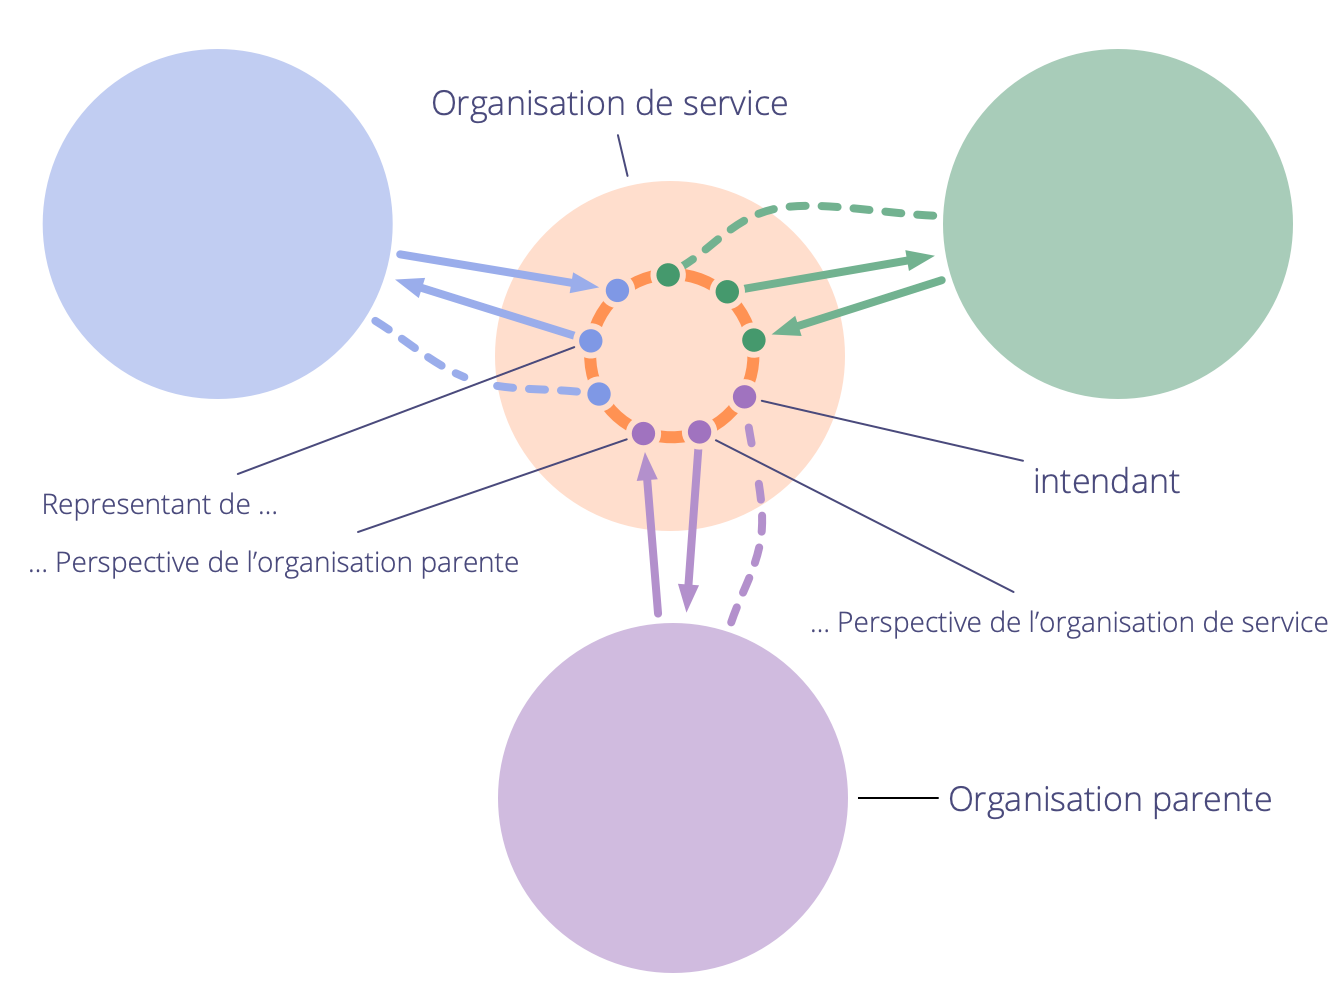 Organisation de service
intendant
Representant de ...
... Perspective de l’organisation parente
... Perspective de l’organisation de service
Organisation parente